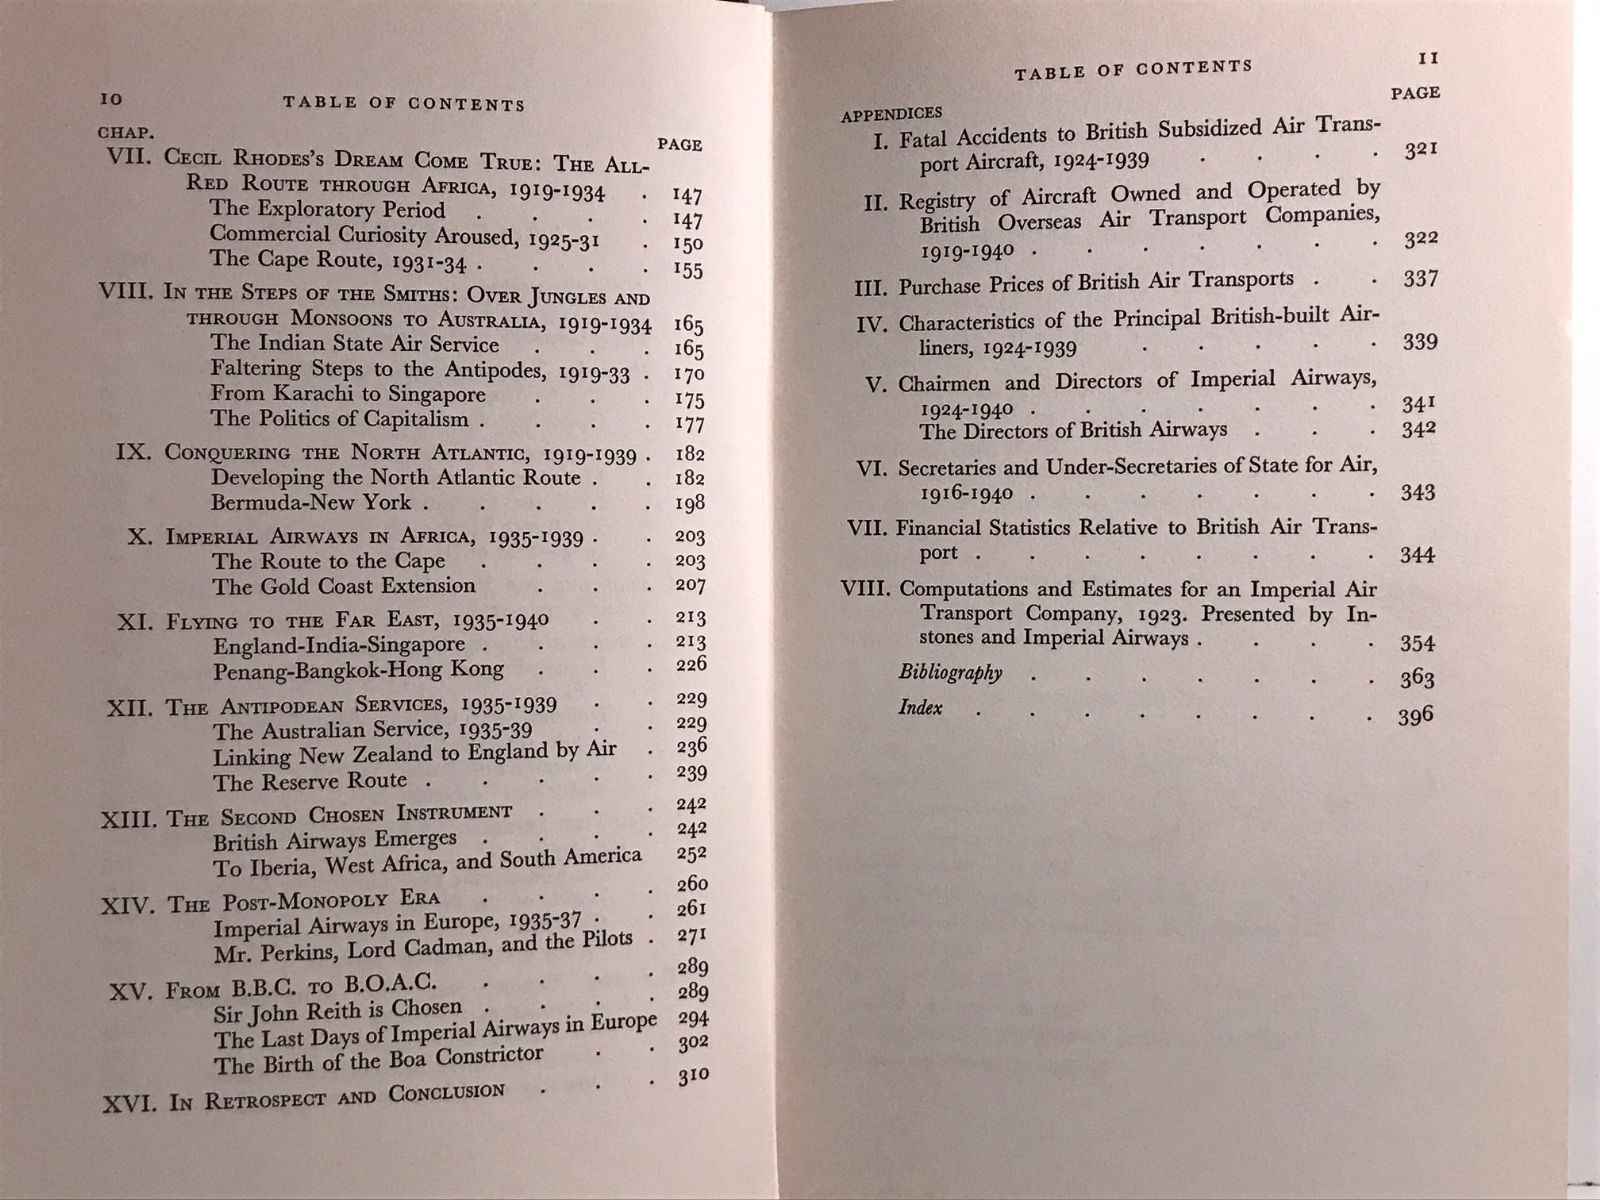 10 TABLE OF CONTENTS
CHAP. PAGE
VII. CECIL RHODES'S DREAM COME TRUE: THE ALL-
RED ROUTE THROUGH AFRICA, 1919-1934 . 147
The Exploratory Period . . . . 147
Commercial Curiosity Aroused, 1925-31 . 150
The Cape Route, 1931-34 . . . . 155
VIII. IN THE STEPS OF THE SMITHS: OVER JUNGLES AND
THROUGH MONSOONS TO AUSTRALIA, 1919-1934 165
The Indian State Air Service . . . 165
Faltering Steps to the Antipodes, 1919-33 . 170
From Karachi to Singapore . . . 175
The Politics of Capitalism . . . . 177
IX. CONQUERING THE NORTH ATLANTIC, 1919-1939 . 182
Developing the North Atlantic Route . . 182
Bermuda-New York . . . . . 198
X. IMPERIAL AIRWAYS IN AFRICA, 1935-1939 . . 203
The Route to the Cape . . . . 203
The Gold Coast Extension . . . 207
XI. FLYING TO THE FAR EAST, 1935-1940 . . 213
England-India-Singapore . . . . 213
Penang-Bangkok-Hong Kong . . . 226
XII. THE ANTIPODEAN SERVICES, 1935-1939 . . 229
The Australian Service, 1935-39 . . 229
Linking New Zealand to England by Air . 236
The Reserve Route . . . . . 239
XIII. THE SECOND CHOSEN INSTRUMENT . . . 242
British Airways Emerges . . . . 242
To Iberia, West Africa, and South America 252
XIV. THE POST-MONOPOLY ERA . . . . 260
Imperial Airways in Europe, 1935-37 . . 261
Mr. Perkins, Lord Cadman, and the Pilots . 271
XV. FROM B.B.C. TO B.O.A.C. . . . . 289
Sir John Reith is Chosen . . . . 289
The Last Days of Imperial Airways in Europe 294
The Birth of the Boa Constrictor . . 302
XVI. IN RETROSPECT AND CONCLUSION . . . 310
TABLE OF CONTENTS 11
APPENDICES PAGE
I. Fatal Accidents to British Subsidized Air Trans-
port Aircraft, 1924-1939 . . . . 321
II. Registry of Aircraft Owned and Operated by
British Overseas Air Transport Companies,
1919-1940 . . . . . . . 322
III. Purchase Prices of British Air Transports . . 337
IV. Characteristics of the Principal British-built Air-
liners, 1924-1939 . . . . . 339
V. Chairmen and Directors of Imperial Airways,
1924-1940 . . . . . . . 341
The Directors of British Airways . . . 342
VI. Secretaries and Under-Secretaries of State for Air,
1916-1940 . . . . . . . 343
VII. Financial Statistics Relative to British Air Trans-
port . . . . . . . . 344
VIII. Computations and Estimates for an Imperial Air
Transport Company, 1923. Presented by In-
stones and Imperial Airways . . . . 354
Bibliography . . . . . . . 363
Index . . . . . . . . 396